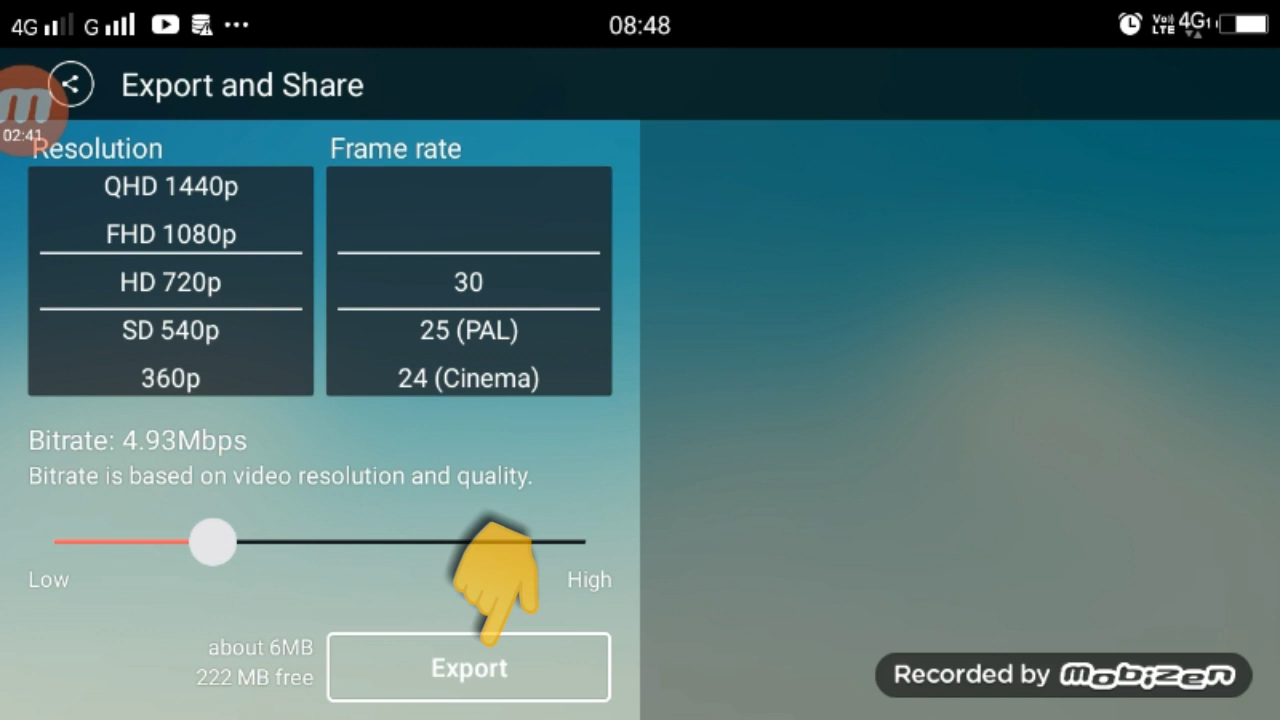 4G G ••• 08:48 VoLTE 4G
Export and Share
02:41
Resolution Frame rate
QHD 1440p
FHD 1080p
HD 720p 30
SD 540p 25 (PAL)
360p 24 (Cinema)
Bitrate: 4.93Mbps
Bitrate is based on video resolution and quality.
Low High
about 6MB
222 MB free
Export
Recorded by mobizen